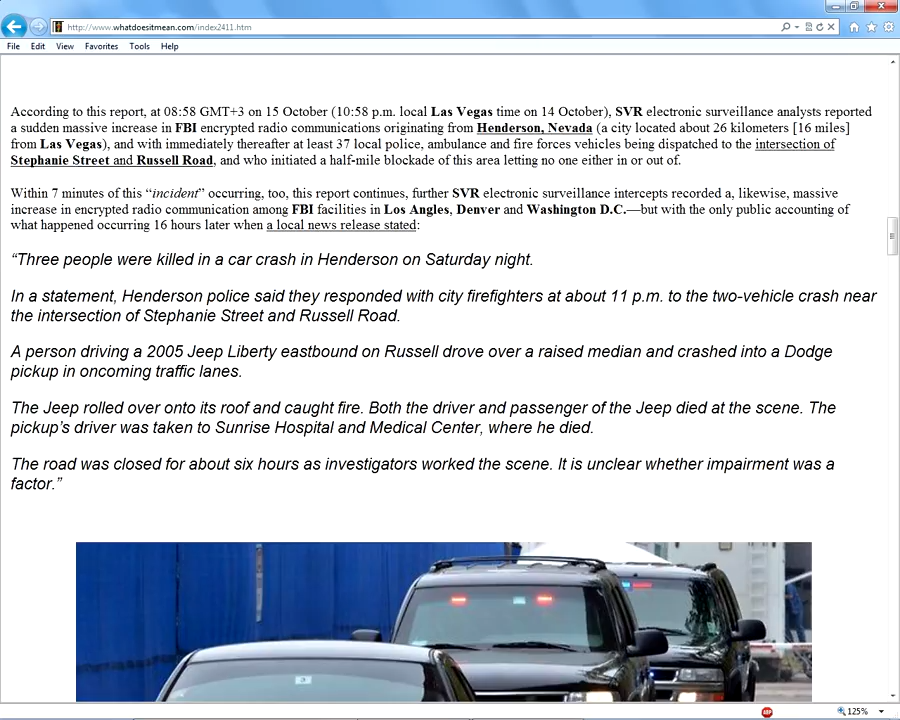 http://www.whatdoesitmean.com/index2411.htm
File Edit View Favorites Tools Help
According to this report, at 08:58 GMT+3 on 15 October (10:58 p.m. local Las Vegas time on 14 October), SVR electronic surveillance analysts reported
a sudden massive increase in FBI encrypted radio communications originating from Henderson, Nevada (a city located about 26 kilometers [16 miles]
from Las Vegas), and with immediately thereafter at least 37 local police, ambulance and fire forces vehicles being dispatched to the intersection of
Stephanie Street and Russell Road, and who initiated a half-mile blockade of this area letting no one either in or out of.
Within 7 minutes of this “incident” occurring, too, this report continues, further SVR electronic surveillance intercepts recorded a, likewise, massive
increase in encrypted radio communication among FBI facilities in Los Angles, Denver and Washington D.C.—but with the only public accounting of
what happened occurring 16 hours later when a local news release stated:
“Three people were killed in a car crash in Henderson on Saturday night.
In a statement, Henderson police said they responded with city firefighters at about 11 p.m. to the two-vehicle crash near
the intersection of Stephanie Street and Russell Road.
A person driving a 2005 Jeep Liberty eastbound on Russell drove over a raised median and crashed into a Dodge
pickup in oncoming traffic lanes.
The Jeep rolled over onto its roof and caught fire. Both the driver and passenger of the Jeep died at the scene. The
pickup’s driver was taken to Sunrise Hospital and Medical Center, where he died.
The road was closed for about six hours as investigators worked the scene. It is unclear whether impairment was a
factor.”
ABP
125%